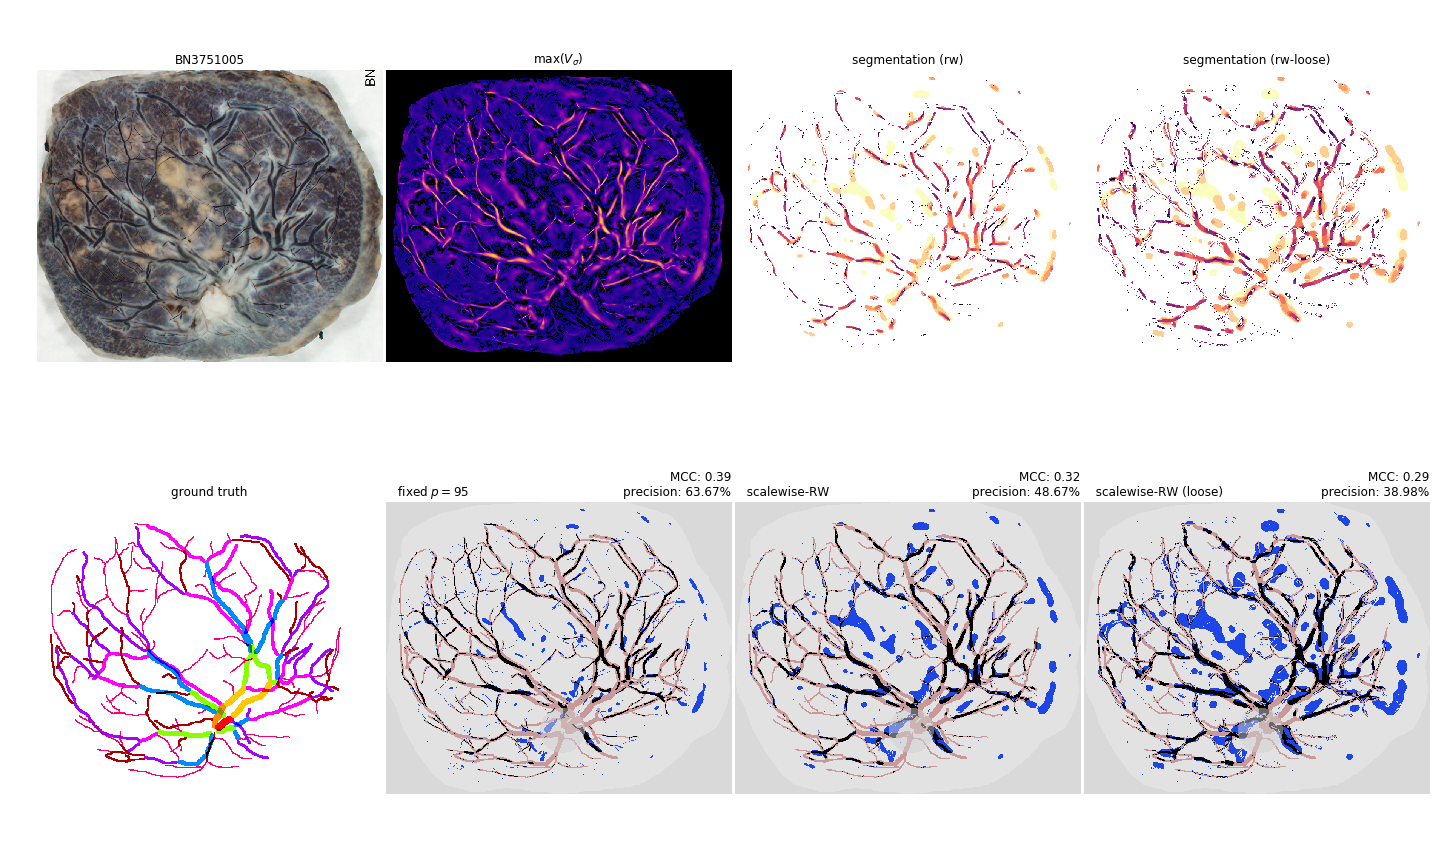 BN3751005
max(Vσ)
segmentation (rw)
segmentation (rw-loose)
BN
ground truth
fixed p = 95
MCC: 0.39
precision: 63.67%
scalewise-RW
MCC: 0.32
precision: 48.67%
scalewise-RW (loose)
MCC: 0.29
precision: 38.98%